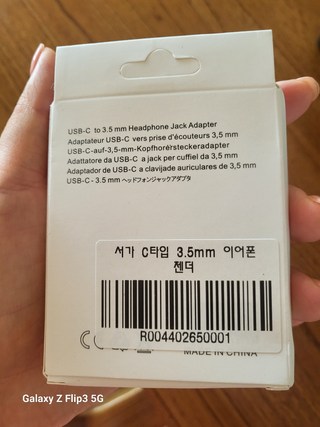 USB-C to 3.5 mm Headphone Jack Adapter
Adaptateur USB-C vers prise d'écouteurs 3,5 mm
USB-C-auf-3,5-mm-Kopfhörersteckeradapter
Adattatore da USB-C a jack per cuffiel da 3,5 mm
Adaptador de USB-C a clavijade auriculares de 3,5 mm
USB-C - 3.5 mm ヘッドフォンジャックアダプタ
서가 C타입 3.5mm 이어폰
젠더
R004402650001
MADE IN CHINA
Galaxy Z Flip3 5G